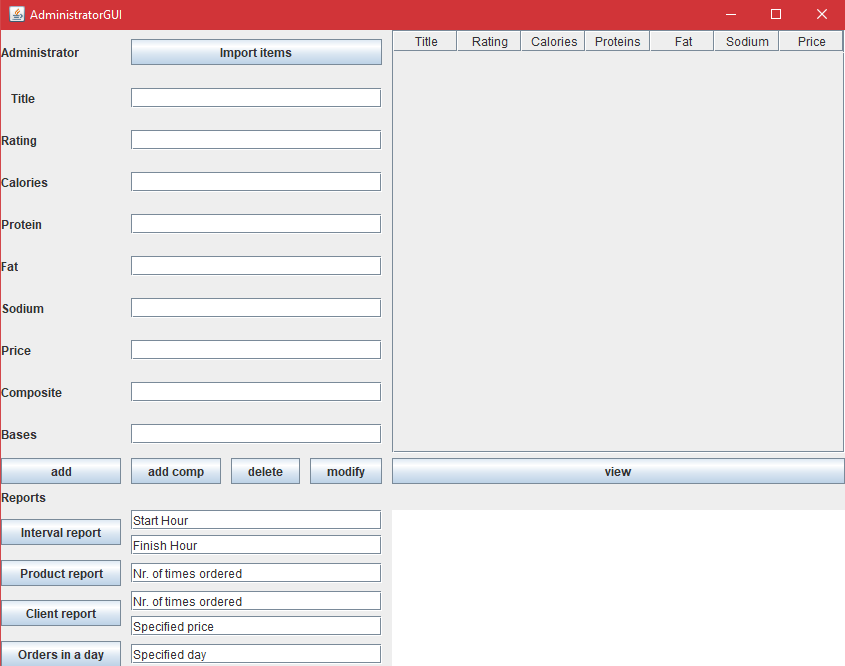 AdministratorGUI
Administrator
Import items
Title Rating Calories Proteins Fat Sodium Price
Title
Rating
Calories
Protein
Fat
Sodium
Price
Composite
Bases
add add comp delete modify view
Reports
Interval report
Start Hour
Finish Hour
Product report
Nr. of times ordered
Client report
Nr. of times ordered
Specified price
Orders in a day
Specified day